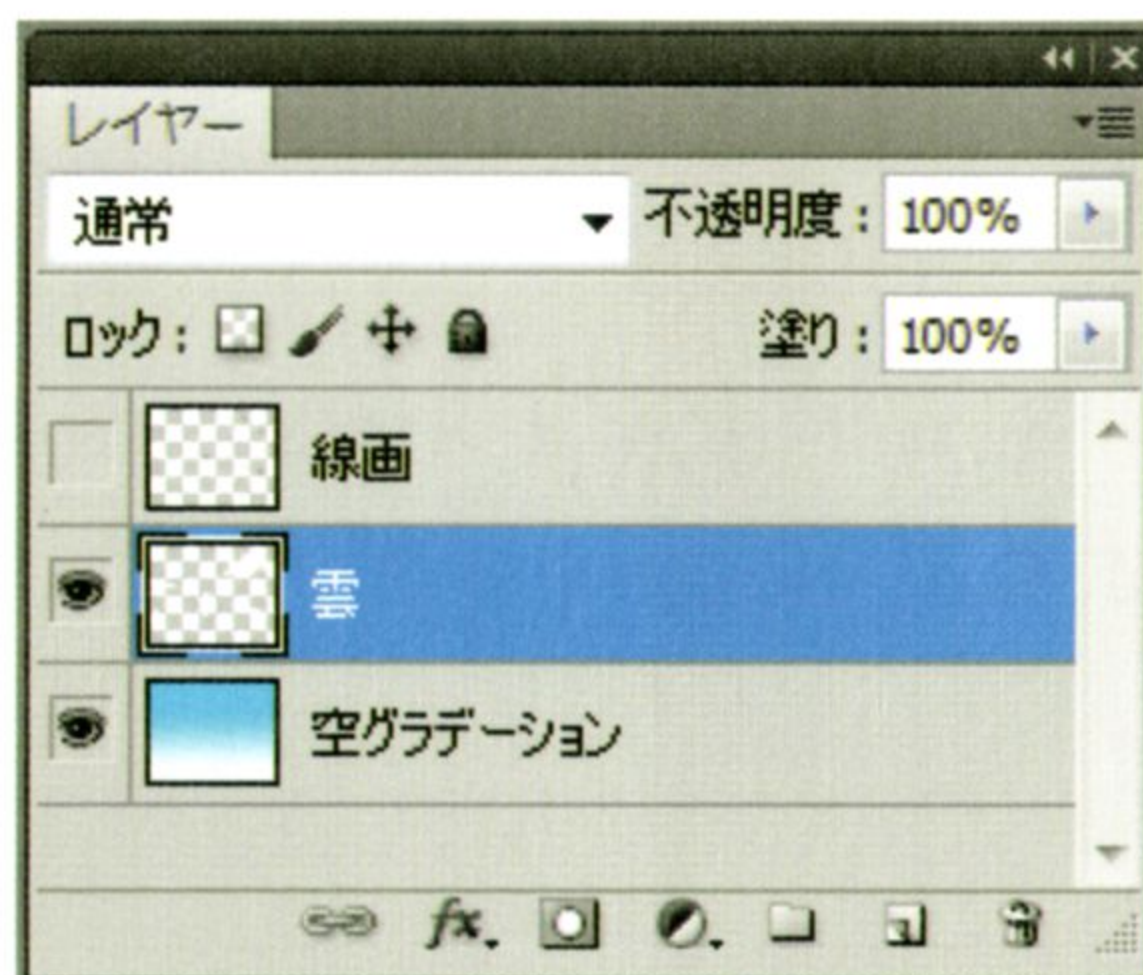 レイヤー
通常 不透明度： 100%
ロック： 塗り： 100%
線画
雲
空グラデーション
fx.